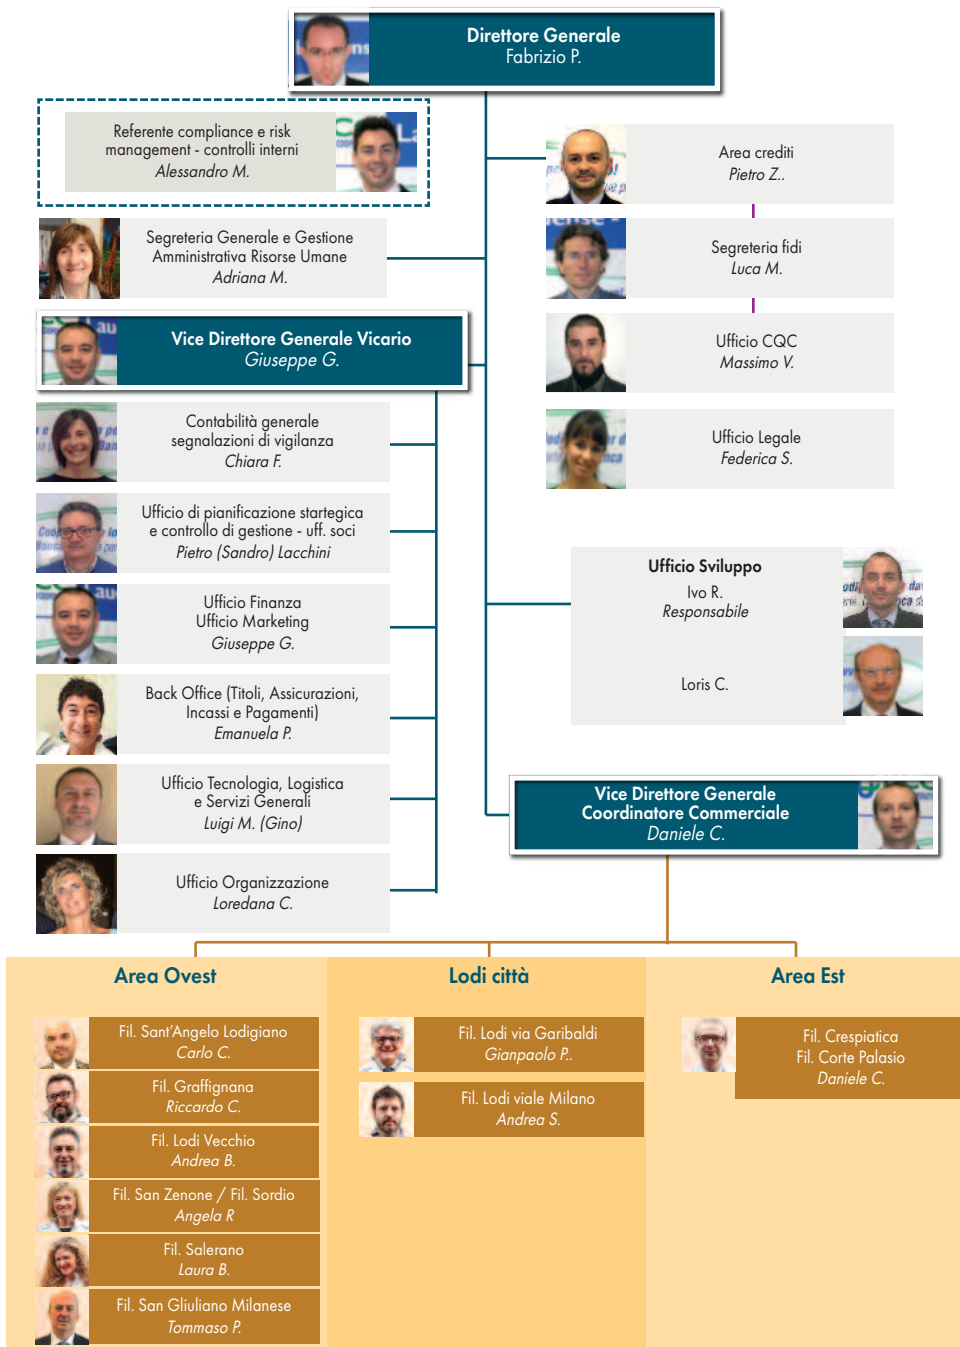 Direttore Generale
Fabrizio P.
Referente compliance e risk
management - controlli interni
Alessandro M.
Area crediti
Pietro Z..
Segreteria Generale e Gestione
Amministrativa Risorse Umane
Adriana M.
Segreteria fidi
Luca M.
Vice Direttore Generale Vicario
Giuseppe G.
Ufficio CQC
Massimo V.
Contabilità generale
segnalazioni di vigilanza
Chiara F.
Ufficio Legale
Federica S.
Ufficio di pianificazione startegica
e controllo di gestione - uff. soci
Pietro (Sandro) Lacchini
Ufficio Finanza
Ufficio Marketing
Giuseppe G.
Ufficio Sviluppo
Ivo R.
Responsabile
Loris C.
Back Office (Titoli, Assicurazioni,
Incassi e Pagamenti)
Emanuela P.
Ufficio Tecnologia, Logistica
e Servizi Generali
Luigi M. (Gino)
Vice Direttore Generale
Coordinatore Commerciale
Daniele C.
Ufficio Organizzazione
Loredana C.
Area Ovest
Fil. Sant'Angelo Lodigiano
Carlo C.
Fil. Graffignana
Riccardo C.
Fil. Lodi Vecchio
Andrea B.
Fil. San Zenone / Fil. Sordio
Angela R
Fil. Salerano
Laura B.
Fil. San Gliuliano Milanese
Tommaso P.
Lodi città
Fil. Lodi via Garibaldi
Gianpaolo P..
Fil. Lodi viale Milano
Andrea S.
Area Est
Fil. Crespiatica
Fil. Corte Palasio
Daniele C.